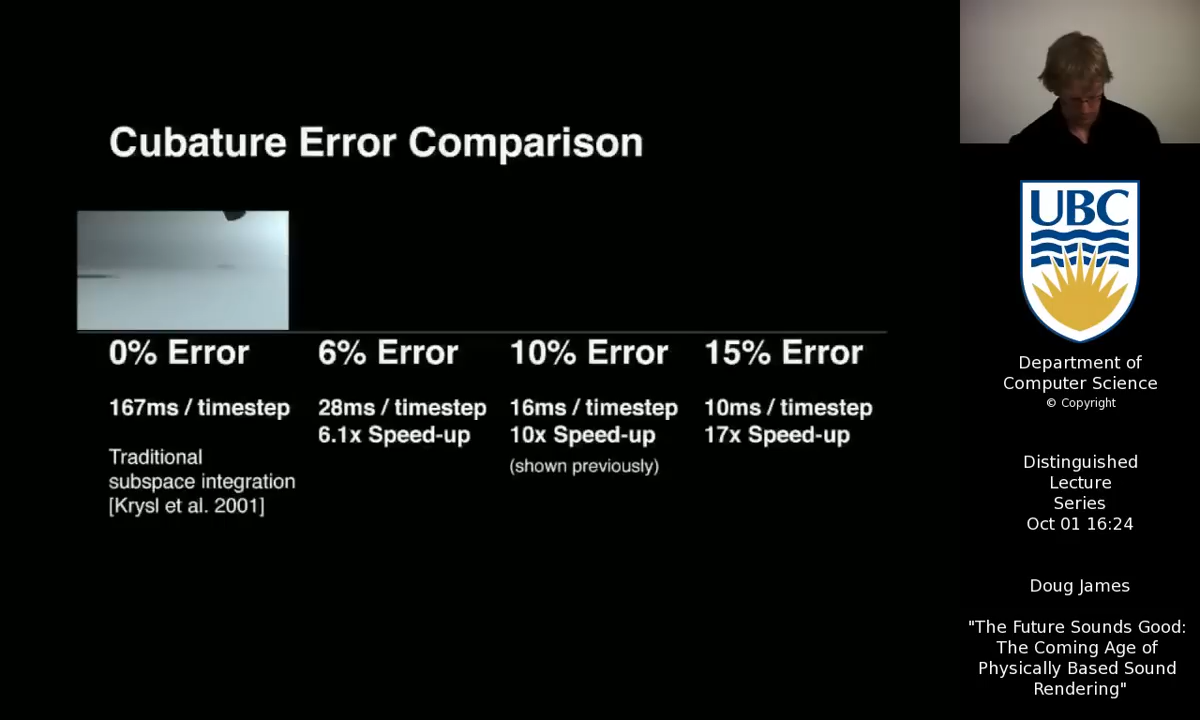 Cubature Error Comparison
0% Error
6% Error
10% Error
15% Error
167ms / timestep
28ms / timestep
16ms / timestep
10ms / timestep
6.1x Speed-up
10x Speed-up
17x Speed-up
(shown previously)
Traditional
subspace integration
[Krysl et al. 2001]
UBC
Department of
Computer Science
© Copyright
Distinguished
Lecture
Series
Oct 01 16:24
Doug James
"The Future Sounds Good:
The Coming Age of
Physically Based Sound
Rendering"